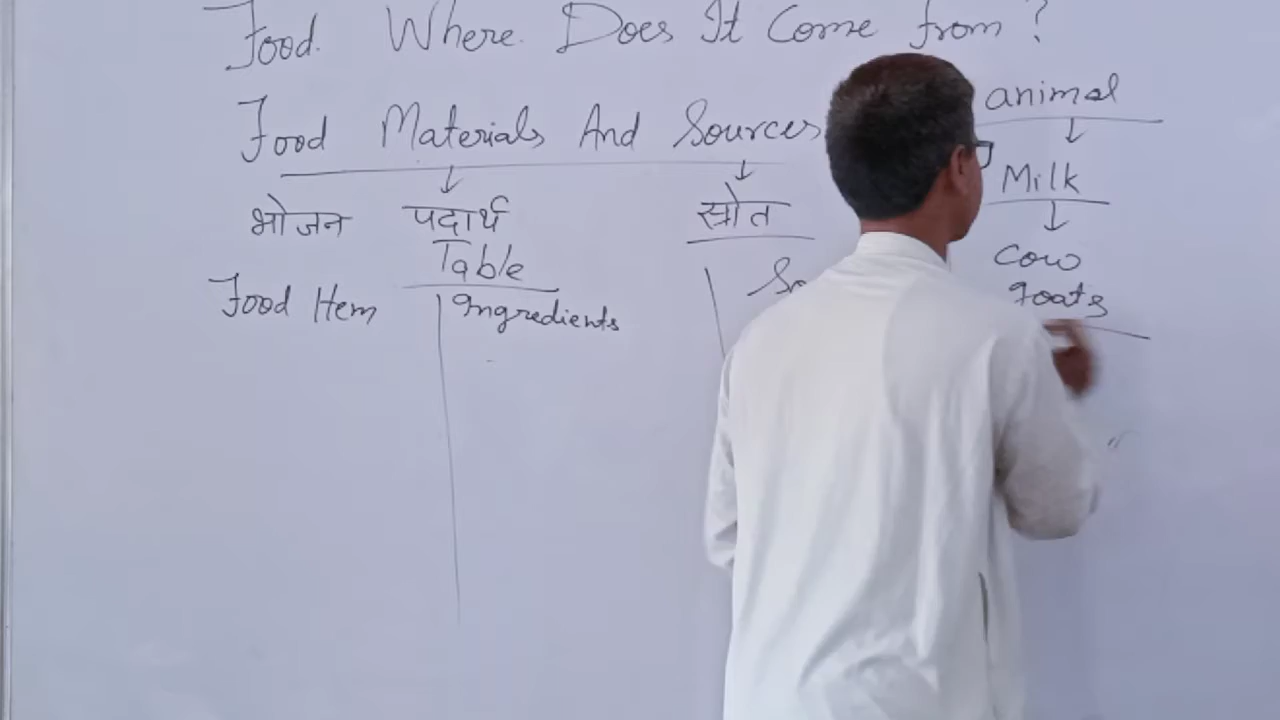 Food. Where Does It Come from?
Food Materials And Sources
भोजन पदार्थ स्रोत
Table
Food Item Ingredients
animal
Milk
Cow
goats